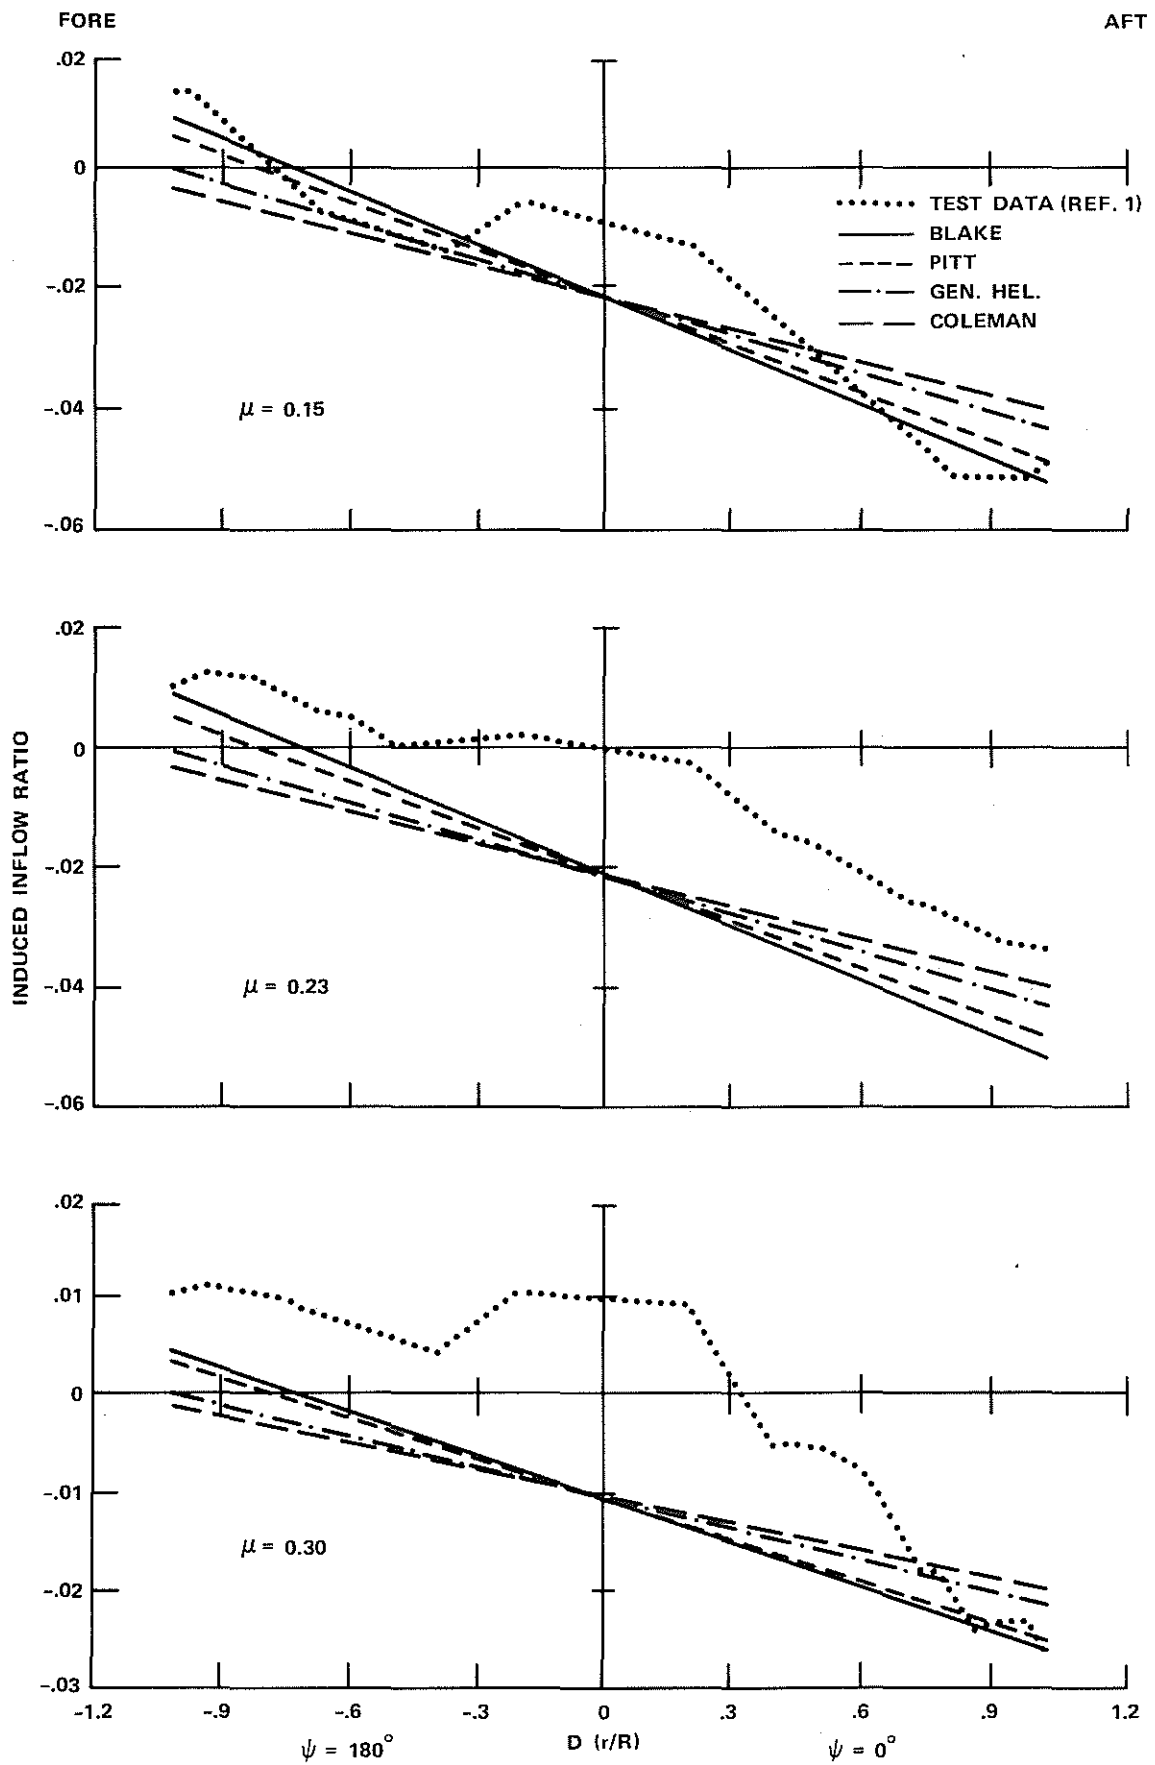 FORE
AFT
.02
0
-.02
-.04
-.06
TEST DATA (REF. 1)
BLAKE
PITT
GEN. HEL.
COLEMAN
μ = 0.15
INDUCED INFLOW RATIO
.02
0
-.02
-.04
-.06
μ = 0.23
.02
.01
0
-.01
-.02
-.03
μ = 0.30
-1.2 -.9 -.6 -.3 0 .3 .6 .9 1.2
ψ = 180° D (r/R) ψ = 0°